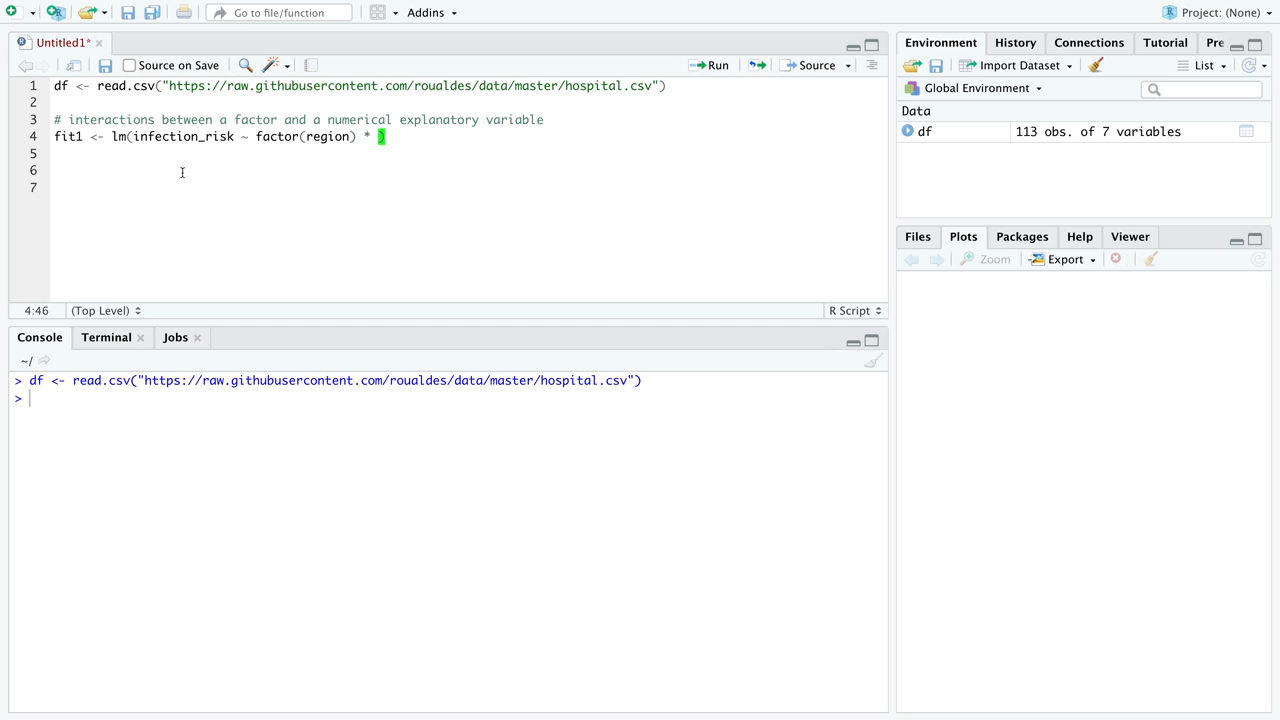 Go to file/function
Addins
Project: (None)
Untitled1*
Source on Save
Run
Source
1 df <- read.csv("https://raw.githubusercontent.com/roualdes/data/master/hospital.csv")
2
3 # interactions between a factor and a numerical explanatory variable
4 fit1 <- lm(infection_risk ~ factor(region) * )
5
6
7
4:46
(Top Level)
R Script
Console
Terminal
Jobs
~/
> df <- read.csv("https://raw.githubusercontent.com/roualdes/data/master/hospital.csv")
>
Environment
History
Connections
Tutorial
Pre
Import Dataset
List
Global Environment
Data
df
113 obs. of 7 variables
Files
Plots
Packages
Help
Viewer
Zoom
Export